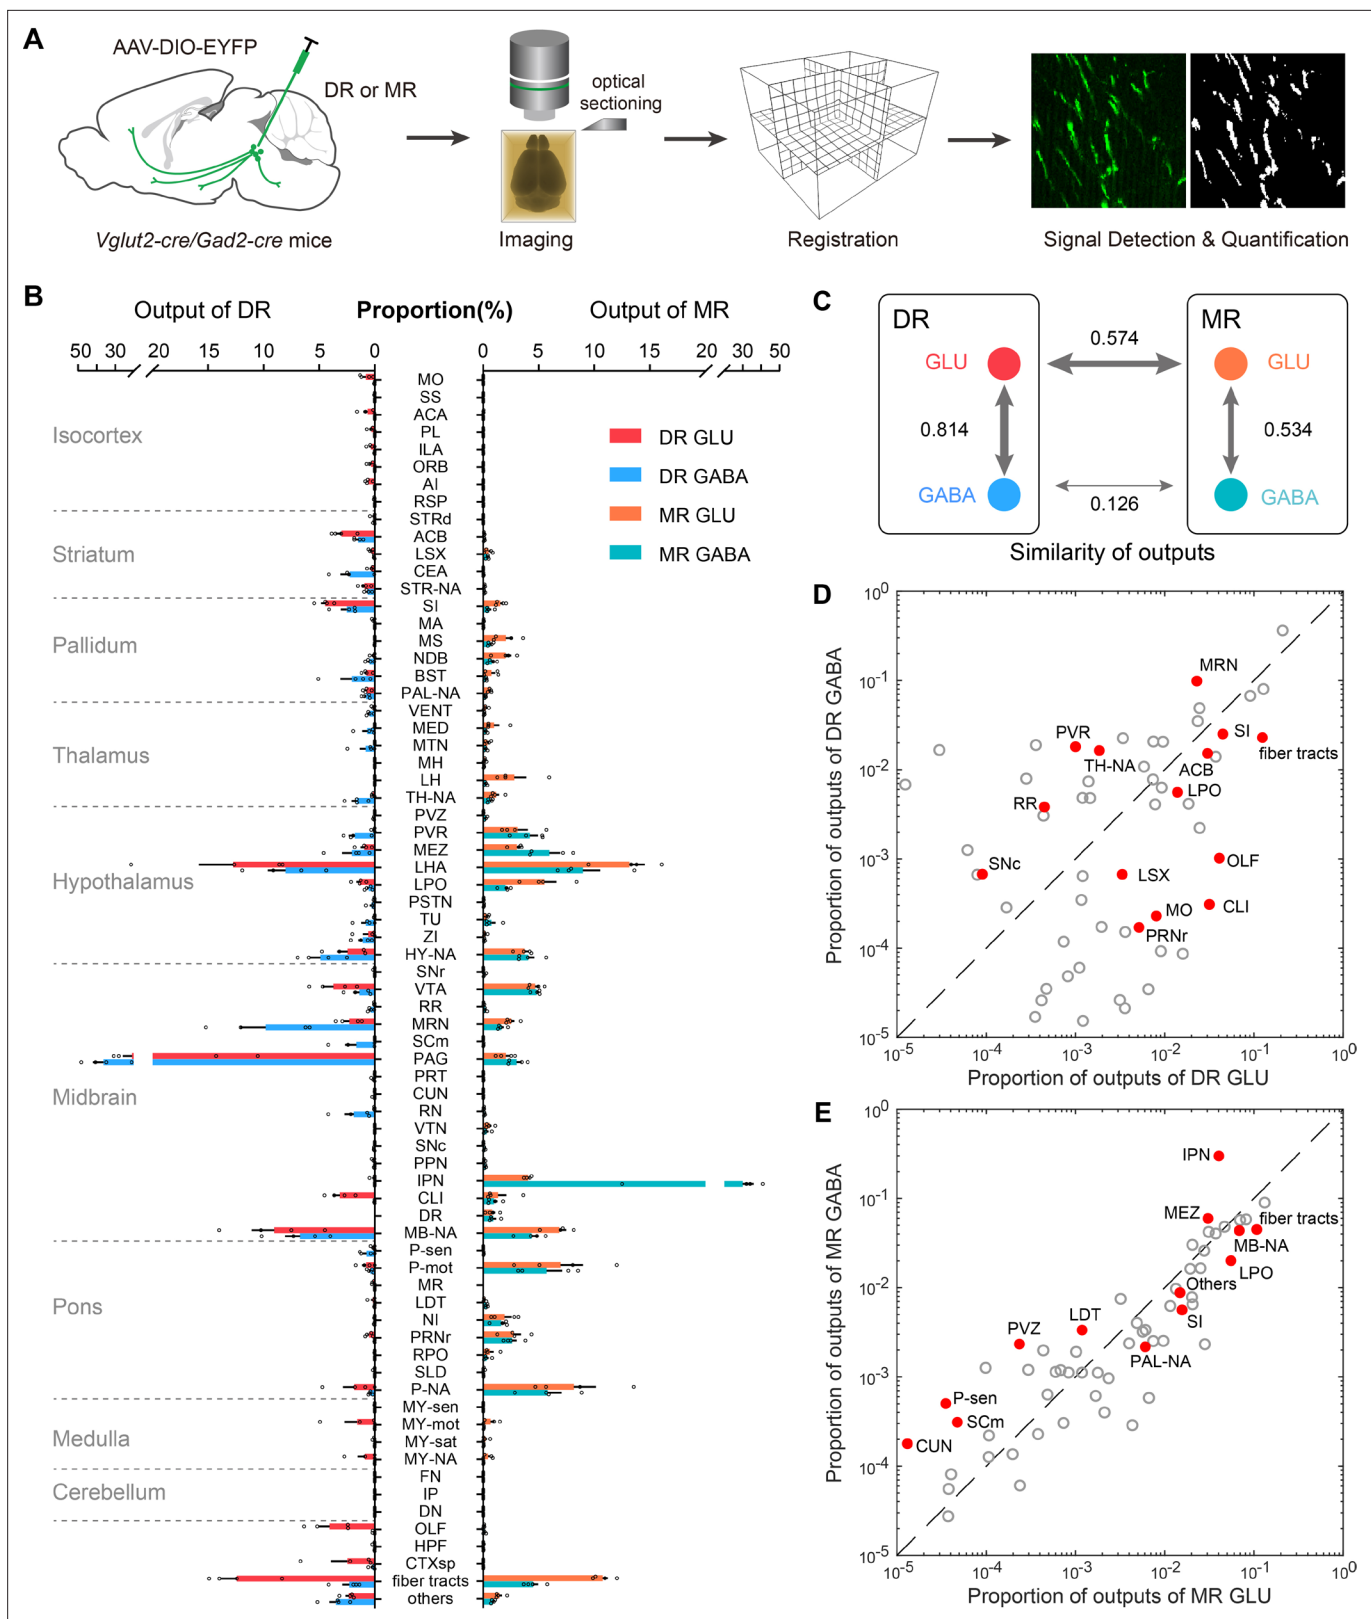 A
AAV-DIO-EYFP
DR or MR
Vglut2-cre/Gad2-cre mice
optical
sectioning
Imaging
Registration
Signal Detection & Quantification
B
Output of DR
Proportion(%)
Output of MR
50 30 20 15 10 5 0
0 5 10 15 20 30 50
Isocortex
MO
SS
ACA
PL
ILA
ORB
AI
RSP
Striatum
STRd
ACB
LSX
CEA
STR-NA
Pallidum
SI
MA
MS
NDB
BST
PAL-NA
Thalamus
VENT
MED
MTN
MH
LH
TH-NA
Hypothalamus
PVZ
PVR
MEZ
LHA
LPO
PSTN
TU
ZI
HY-NA
Midbrain
SNr
VTA
RR
MRN
SCm
PAG
PRT
CUN
RN
VTN
SNc
PPN
IPN
CLI
DR
MB-NA
Pons
P-sen
P-mot
MR
LDT
NI
PRNr
RPO
SLD
P-NA
Medulla
MY-sen
MY-mot
MY-sat
MY-NA
Cerebellum
FN
IP
DN
OLF
HPF
CTXsp
fiber tracts
others
DR GLU
DR GABA
MR GLU
MR GABA
C
DR
MR
GLU
0.574
GLU
0.814
0.534
GABA
0.126
GABA
Similarity of outputs
D
Proportion of outputs of DR GABA
10⁰
10⁻¹
10⁻²
10⁻³
10⁻⁴
10⁻⁵
MRN
PVR
SI
TH-NA
fiber tracts
ACB
LPO
RR
OLF
SNc
LSX
CLI
MO
PRNr
10⁻⁵ 10⁻⁴ 10⁻³ 10⁻² 10⁻¹ 10⁰
Proportion of outputs of DR GLU
E
Proportion of outputs of MR GABA
10⁰
10⁻¹
10⁻²
10⁻³
10⁻⁴
10⁻⁵
IPN
MEZ
fiber tracts
MB-NA
LPO
Others
SI
LDT
PVZ
PAL-NA
P-sen
SCm
CUN
10⁻⁵ 10⁻⁴ 10⁻³ 10⁻² 10⁻¹ 10⁰
Proportion of outputs of MR GLU